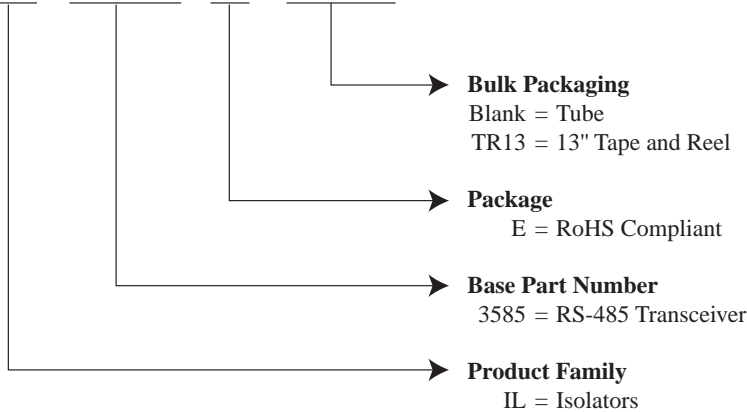 Bulk Packaging
Blank = Tube
TR13 = 13" Tape and Reel
Package
E = RoHS Compliant
Base Part Number
3585 = RS-485 Transceiver
Product Family
IL = Isolators